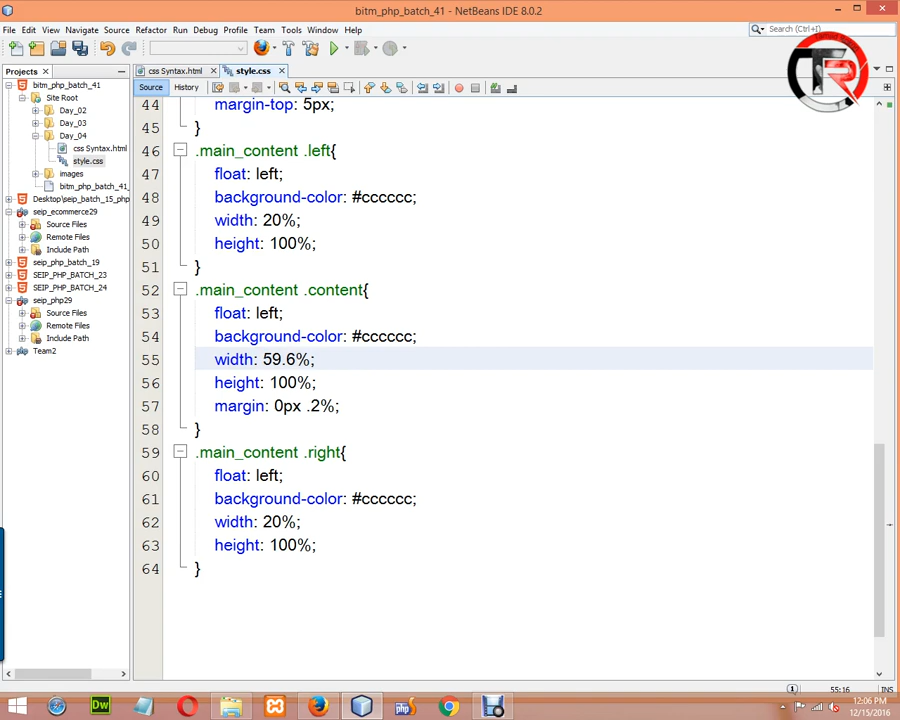 bitm_php_batch_41 - NetBeans IDE 8.0.2
File Edit View Navigate Source Refactor Run Debug Profile Team Tools Window Help
Search (Ctrl+I)
Projects
css Syntax.html
style.css
Source History
bitm_php_batch_41
Site Root
Day_02
Day_03
Day_04
css Syntax.html
style.css
images
bitm_php_batch_41_
Desktop\seip_batch_15_php
seip_ecommerce29
Source Files
Remote Files
Include Path
seip_php_batch_19
SEIP_PHP_BATCH_23
SEIP_PHP_BATCH_24
seip_php29
Source Files
Remote Files
Include Path
Team2
44 margin-top: 5px;
45 }
46 .main_content .left{
47 float: left;
48 background-color: #cccccc;
49 width: 20%;
50 height: 100%;
51 }
52 .main_content .content{
53 float: left;
54 background-color: #cccccc;
55 width: 59.6%;
56 height: 100%;
57 margin: 0px .2%;
58 }
59 .main_content .right{
60 float: left;
61 background-color: #cccccc;
62 width: 20%;
63 height: 100%;
64 }
1 55:16 INS
Dw
php
12:06 PM
12/15/2016